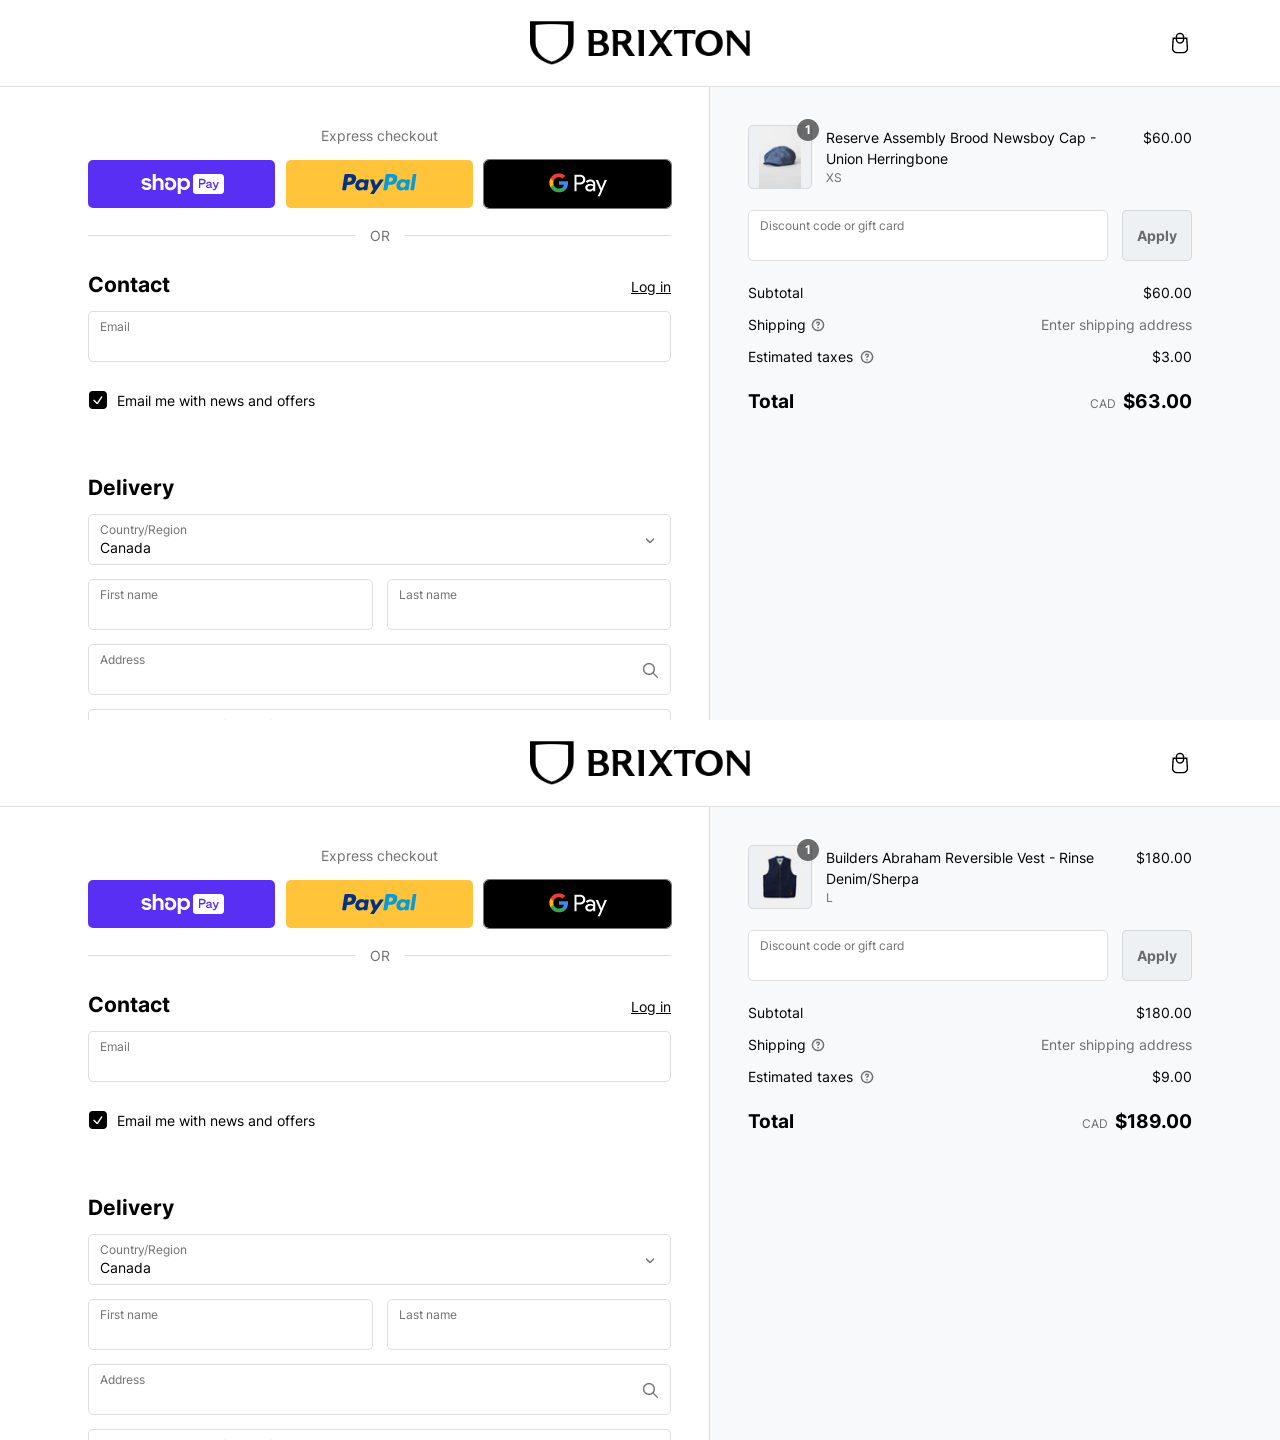 BRIXTON
Express checkout
shop Pay
PayPal
G Pay
OR
Contact
Log in
Email
Email me with news and offers
Delivery
Country/Region
Canada
First name
Last name
Address
1
Reserve Assembly Brood Newsboy Cap -
Union Herringbone
XS
$60.00
Discount code or gift card
Apply
Subtotal
$60.00
Shipping
Enter shipping address
Estimated taxes
$3.00
Total
CAD $63.00
BRIXTON
Express checkout
shop Pay
PayPal
G Pay
OR
Contact
Log in
Email
Email me with news and offers
Delivery
Country/Region
Canada
First name
Last name
Address
1
Builders Abraham Reversible Vest - Rinse
Denim/Sherpa
L
$180.00
Discount code or gift card
Apply
Subtotal
$180.00
Shipping
Enter shipping address
Estimated taxes
$9.00
Total
CAD $189.00